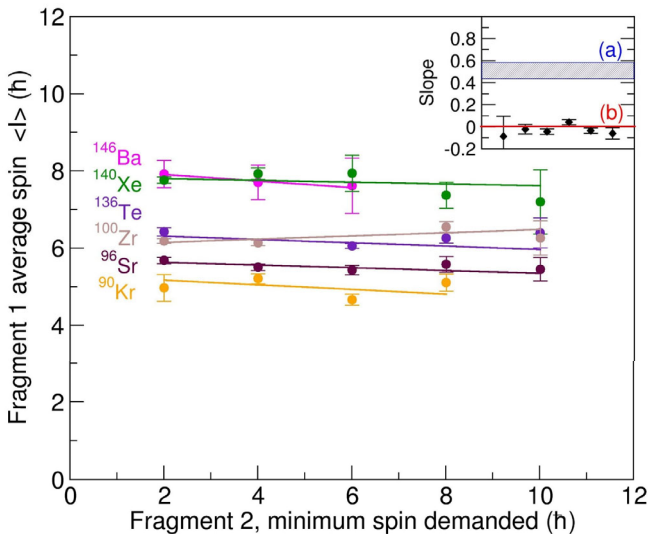 12
10
8
6
4
2
0
Fragment 1 average spin <I> (ħ)
¹⁴⁶Ba
¹⁴⁰Xe
¹³⁶Te
¹⁰⁰Zr
⁹⁶Sr
⁹⁰Kr
0.8
0.6
0.4
0.2
0
-0.2
Slope
(a)
(b)
0 2 4 6 8 10 12
Fragment 2, minimum spin demanded (ħ)